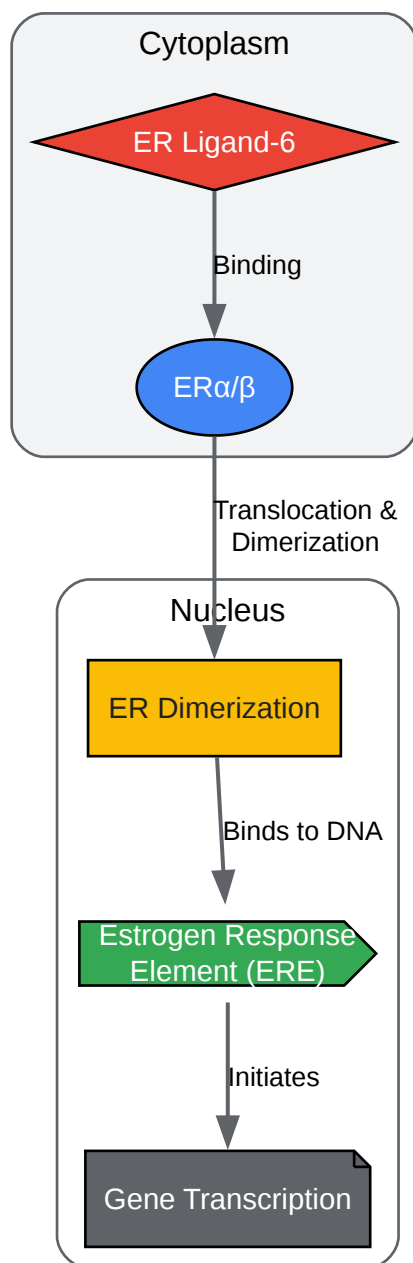 Cytoplasm
ER Ligand-6
Binding
ERα/β
Translocation &
Dimerization
Nucleus
ER Dimerization
Binds to DNA
Estrogen Response
Element (ERE)
Initiates
Gene Transcription